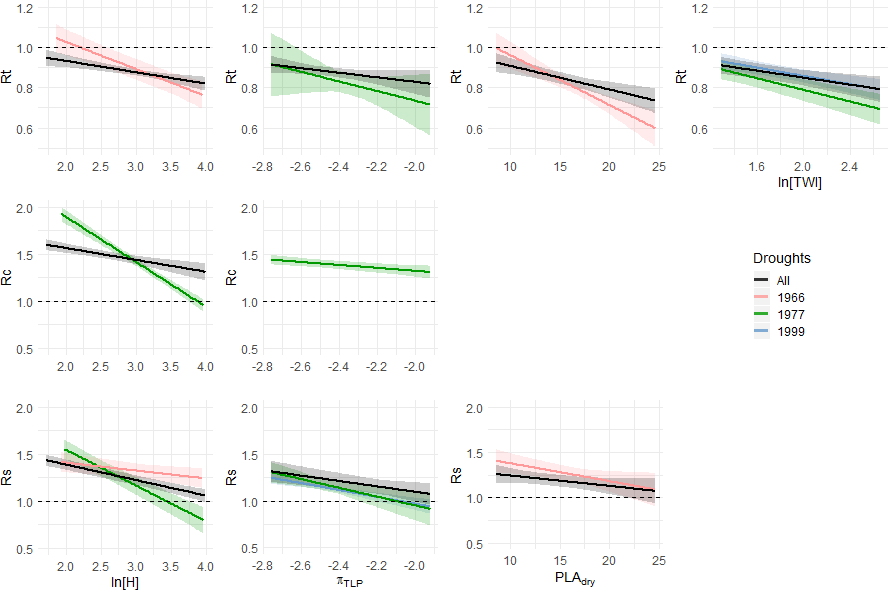 1.2 1.2 1.2 1.2
1.0 1.0 1.0 1.0
Rt Rt Rt Rt
0.8 0.8 0.8 0.8
0.6 0.6 0.6 0.6
2.0 2.5 3.0 3.5 4.0 -2.8 -2.6 -2.4 -2.2 -2.0 10 15 20 25 1.6 2.0 2.4
ln[TWI]
2.0 2.0
1.5 1.5
Rc Rc
1.0 1.0
0.5 0.5
2.0 2.5 3.0 3.5 4.0 -2.8 -2.6 -2.4 -2.2 -2.0
Droughts
All
1966
1977
1999
2.0 2.0 2.0
1.5 1.5 1.5
Rs Rs Rs
1.0 1.0 1.0
0.5 0.5 0.5
2.0 2.5 3.0 3.5 4.0 -2.8 -2.6 -2.4 -2.2 -2.0 10 15 20 25
ln[H] πTLP PLAdry